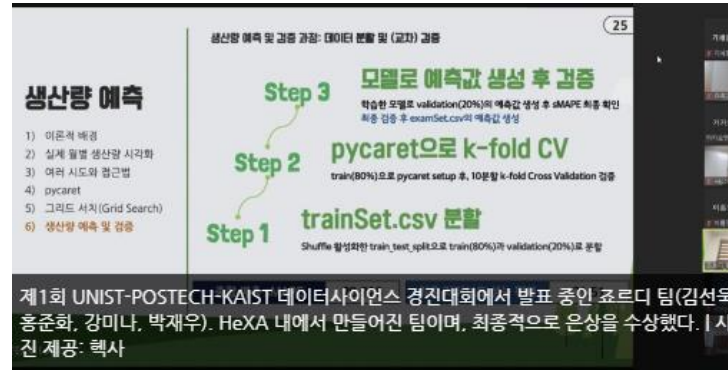 25
생산량 예측 및 검증 과정: 데이터 분할 및 (교차) 검증
생산량 예측
1) 이론적 배경
2) 실제 월별 생산량 시각화
3) 여러 시도와 접근법
4) pycaret
5) 그리드 서치(Grid Search)
6) 생산량 예측 및 검증
Step 3
모델로 예측값 생성 후 검증
학습한 모델로 validation(20%)의 예측값 생성 후 sMAPE 최종 확인
최종 검증 후 examSet.csv의 예측값 생성
Step 2
pycaret으로 k-fold CV
train(80%)으로 pycaret setup 후, 10분할 k-fold Cross Validation 검증
Step 1
trainSet.csv 분할
Shuffle 활성화한 train_test_split으로 train(80%)과 validation(20%)로 분할
제1회 UNIST-POSTECH-KAIST 데이터사이언스 경진대회에서 발표 중인 죠르디 팀(김선욱
홍준화, 강미나, 박재우). HeXA 내에서 만들어진 팀이며, 최종적으로 은상을 수상했다. | 사
진 제공: 헥사